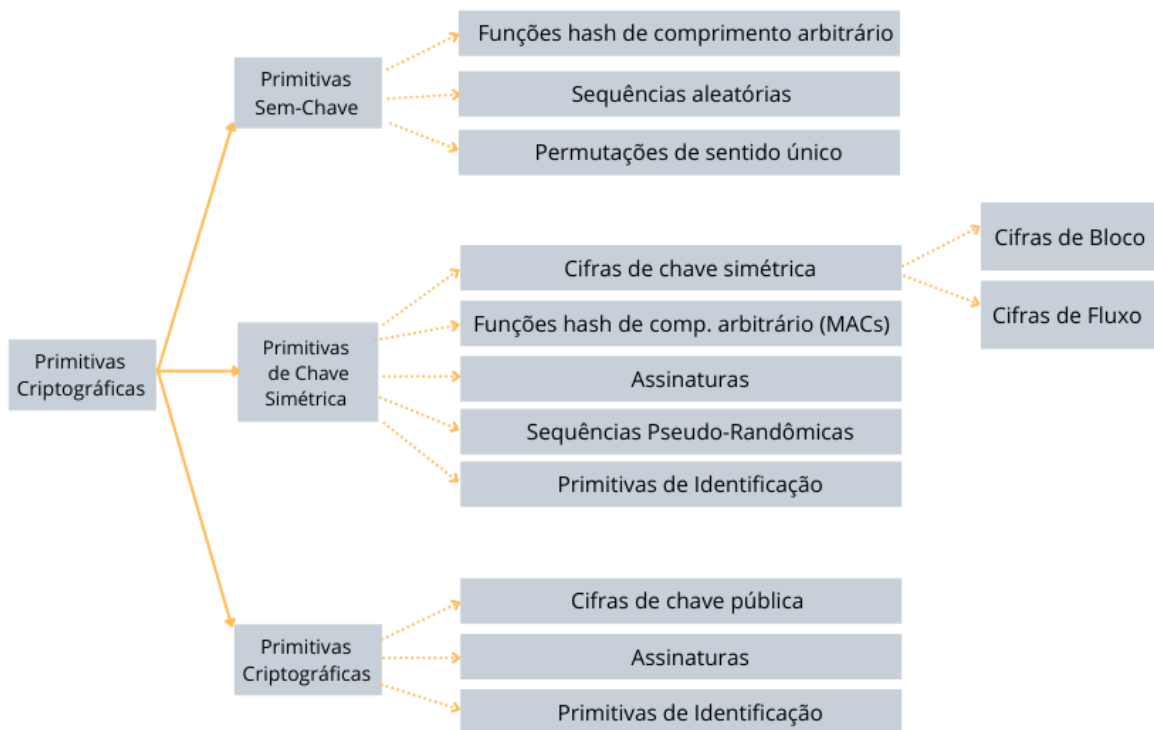 Primitivas
Criptográficas
Primitivas
Sem-Chave
Funções hash de comprimento arbitrário
Sequências aleatórias
Permutações de sentido único
Primitivas
de Chave
Simétrica
Cifras de chave simétrica
Cifras de Bloco
Cifras de Fluxo
Funções hash de comp. arbitrário (MACs)
Assinaturas
Sequências Pseudo-Randômicas
Primitivas de Identificação
Primitivas
Criptográficas
Cifras de chave pública
Assinaturas
Primitivas de Identificação